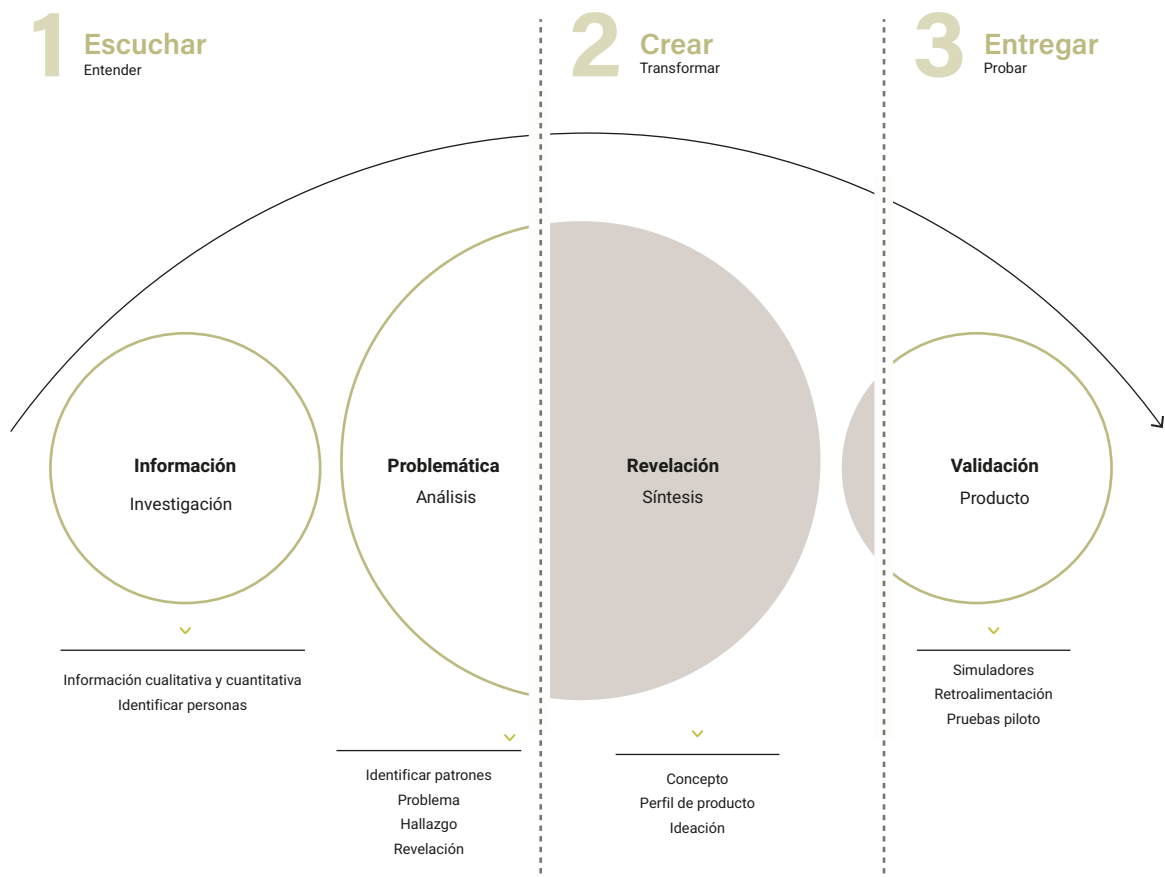 1 Escuchar
Entender
2 Crear
Transformar
3 Entregar
Probar
Información
Investigación
Problemática
Análisis
Revelación
Síntesis
Validación
Producto
Información cualitativa y cuantitativa
Identificar personas
Identificar patrones
Problema
Hallazgo
Revelación
Concepto
Perfil de producto
Ideación
Simuladores
Retroalimentación
Pruebas piloto